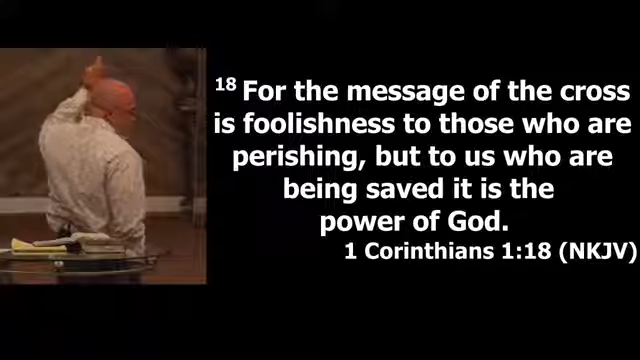 18 For the message of the cross
is foolishness to those who are
perishing, but to us who are
being saved it is the
power of God.
1 Corinthians 1:18 (NKJV)